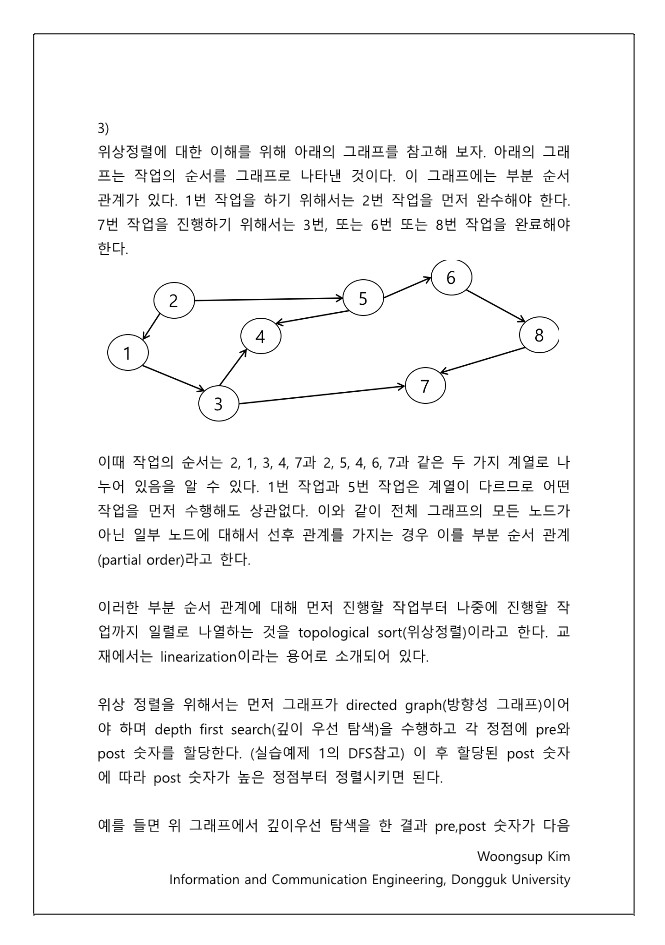 3)
위상정렬에 대한 이해를 위해 아래의 그래프를 참고해 보자. 아래의 그래
프는 작업의 순서를 그래프로 나타낸 것이다. 이 그래프에는 부분 순서
관계가 있다. 1번 작업을 하기 위해서는 2번 작업을 먼저 완수해야 한다.
7번 작업을 진행하기 위해서는 3번, 또는 6번 또는 8번 작업을 완료해야
한다.
6
2
5
4
8
1
7
3
이때 작업의 순서는 2, 1, 3, 4, 7과 2, 5, 4, 6, 7과 같은 두 가지 계열로 나
누어 있음을 알 수 있다. 1번 작업과 5번 작업은 계열이 다르므로 어떤
작업을 먼저 수행해도 상관없다. 이와 같이 전체 그래프의 모든 노드가
아닌 일부 노드에 대해서 선후 관계를 가지는 경우 이를 부분 순서 관계
(partial order)라고 한다.
이러한 부분 순서 관계에 대해 먼저 진행할 작업부터 나중에 진행할 작
업까지 일렬로 나열하는 것을 topological sort(위상정렬)이라고 한다. 교
재에서는 linearization이라는 용어로 소개되어 있다.
위상 정렬을 위해서는 먼저 그래프가 directed graph(방향성 그래프)이어
야 하며 depth first search(깊이 우선 탐색)을 수행하고 각 정점에 pre와
post 숫자를 할당한다. (실습예제 1의 DFS참고) 이 후 할당된 post 숫자
에 따라 post 숫자가 높은 정점부터 정렬시키면 된다.
예를 들면 위 그래프에서 깊이우선 탐색을 한 결과 pre,post 숫자가 다음
Woongsup Kim
Information and Communication Engineering, Dongguk University